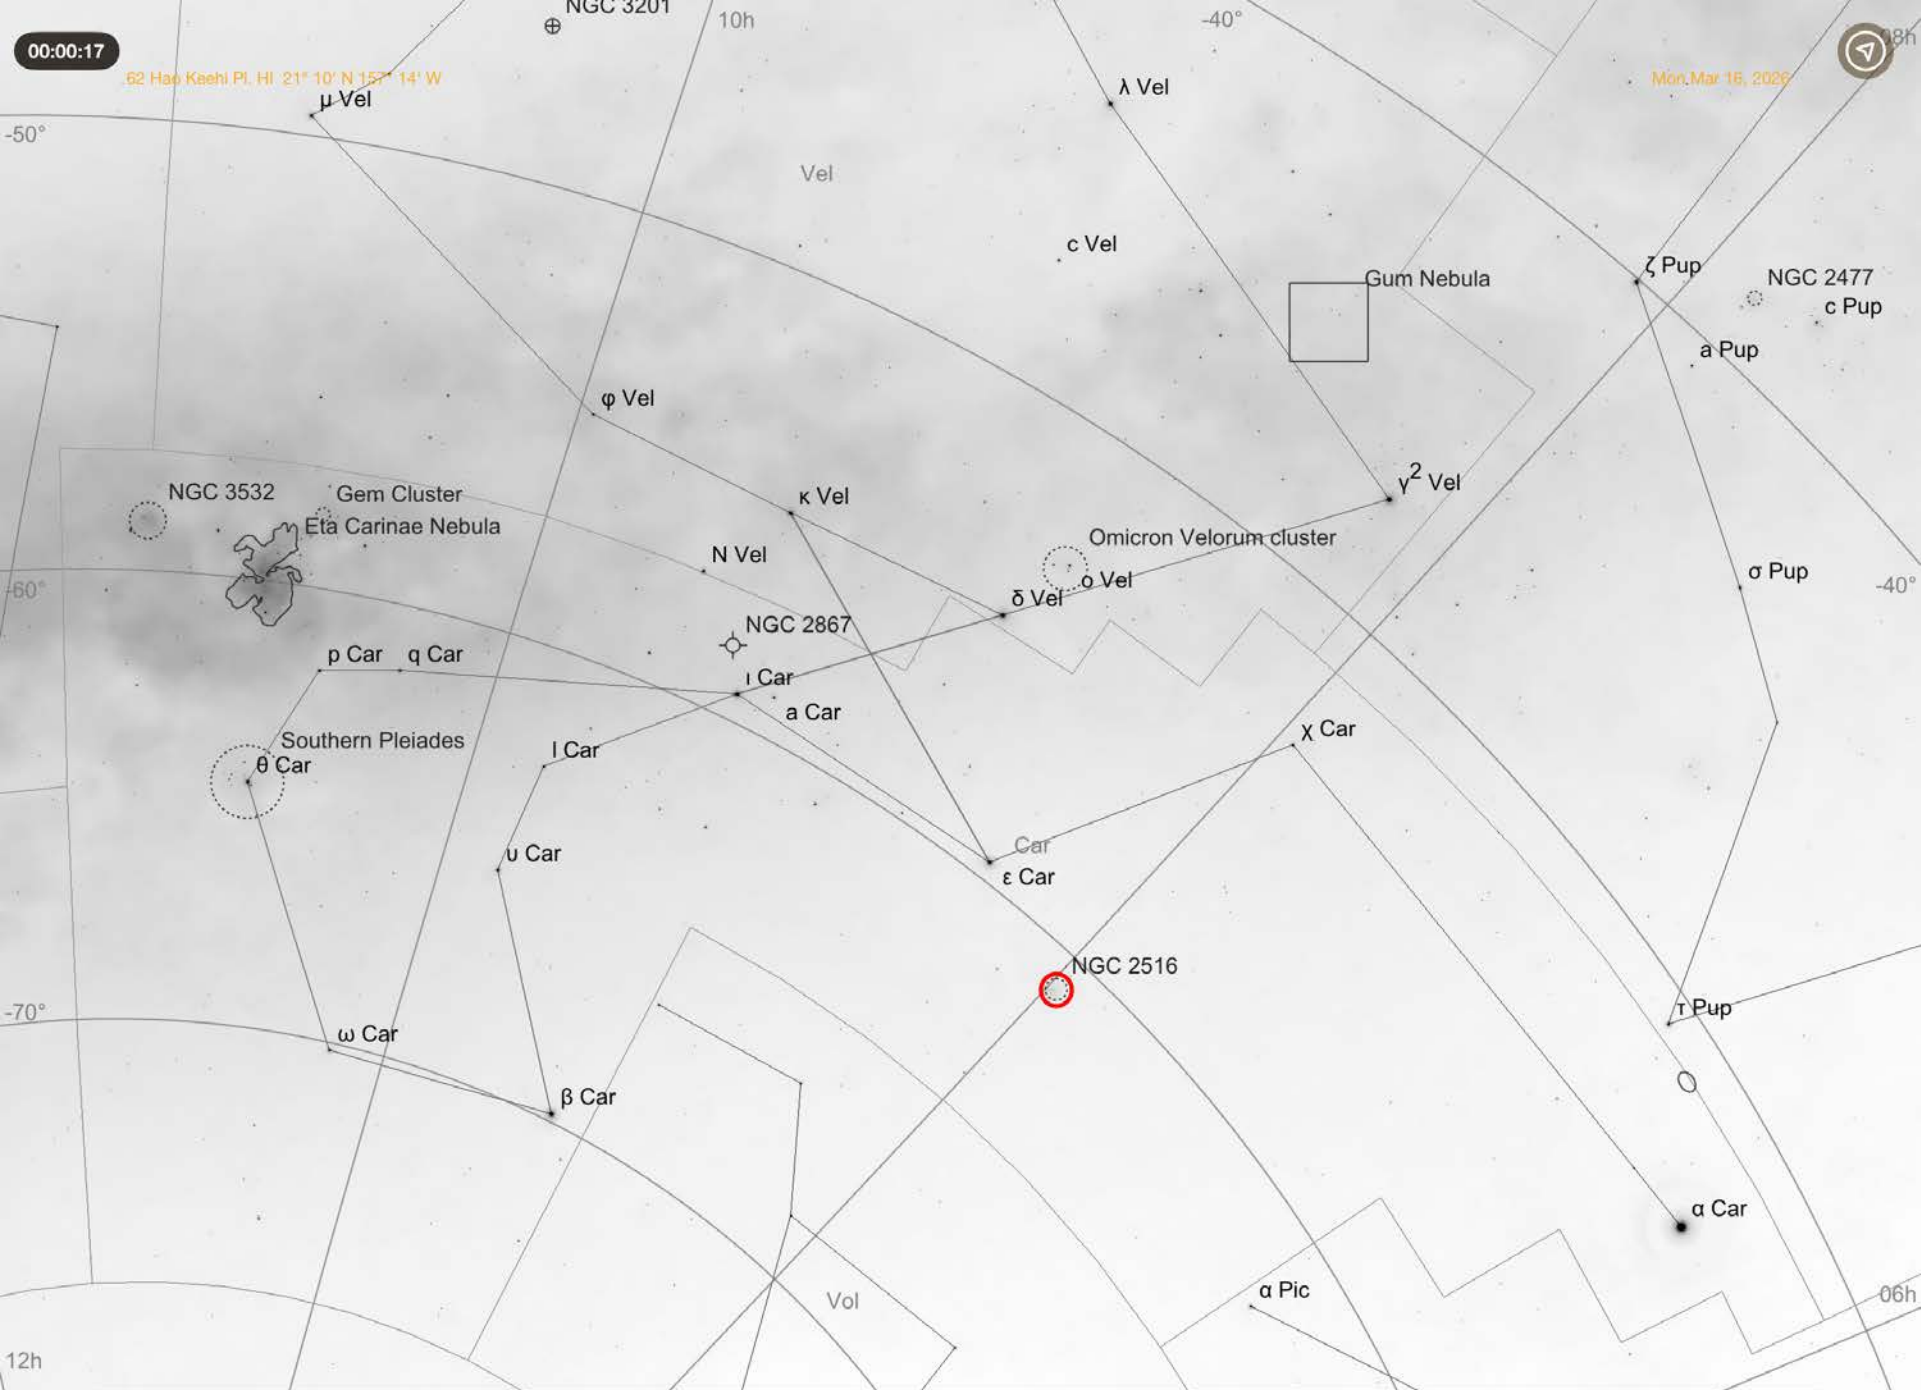 NGC 3201
10h
-40°
08h
00:00:17
62 Hao Keehi Pl. HI 21° 10' N 157° 14' W
Mon Mar 16, 2026
μ Vel
λ Vel
-50°
Vel
c Vel
Gum Nebula
ζ Pup
NGC 2477
c Pup
a Pup
φ Vel
γ2 Vel
NGC 3532
Gem Cluster
κ Vel
Eta Carinae Nebula
Omicron Velorum cluster
N Vel
o Vel
σ Pup
-40°
-60°
δ Vel
NGC 2867
p Car
q Car
ι Car
a Car
χ Car
Southern Pleiades
θ Car
l Car
υ Car
Car
ε Car
NGC 2516
-70°
τ Pup
ω Car
β Car
α Car
α Pic
06h
Vol
12h